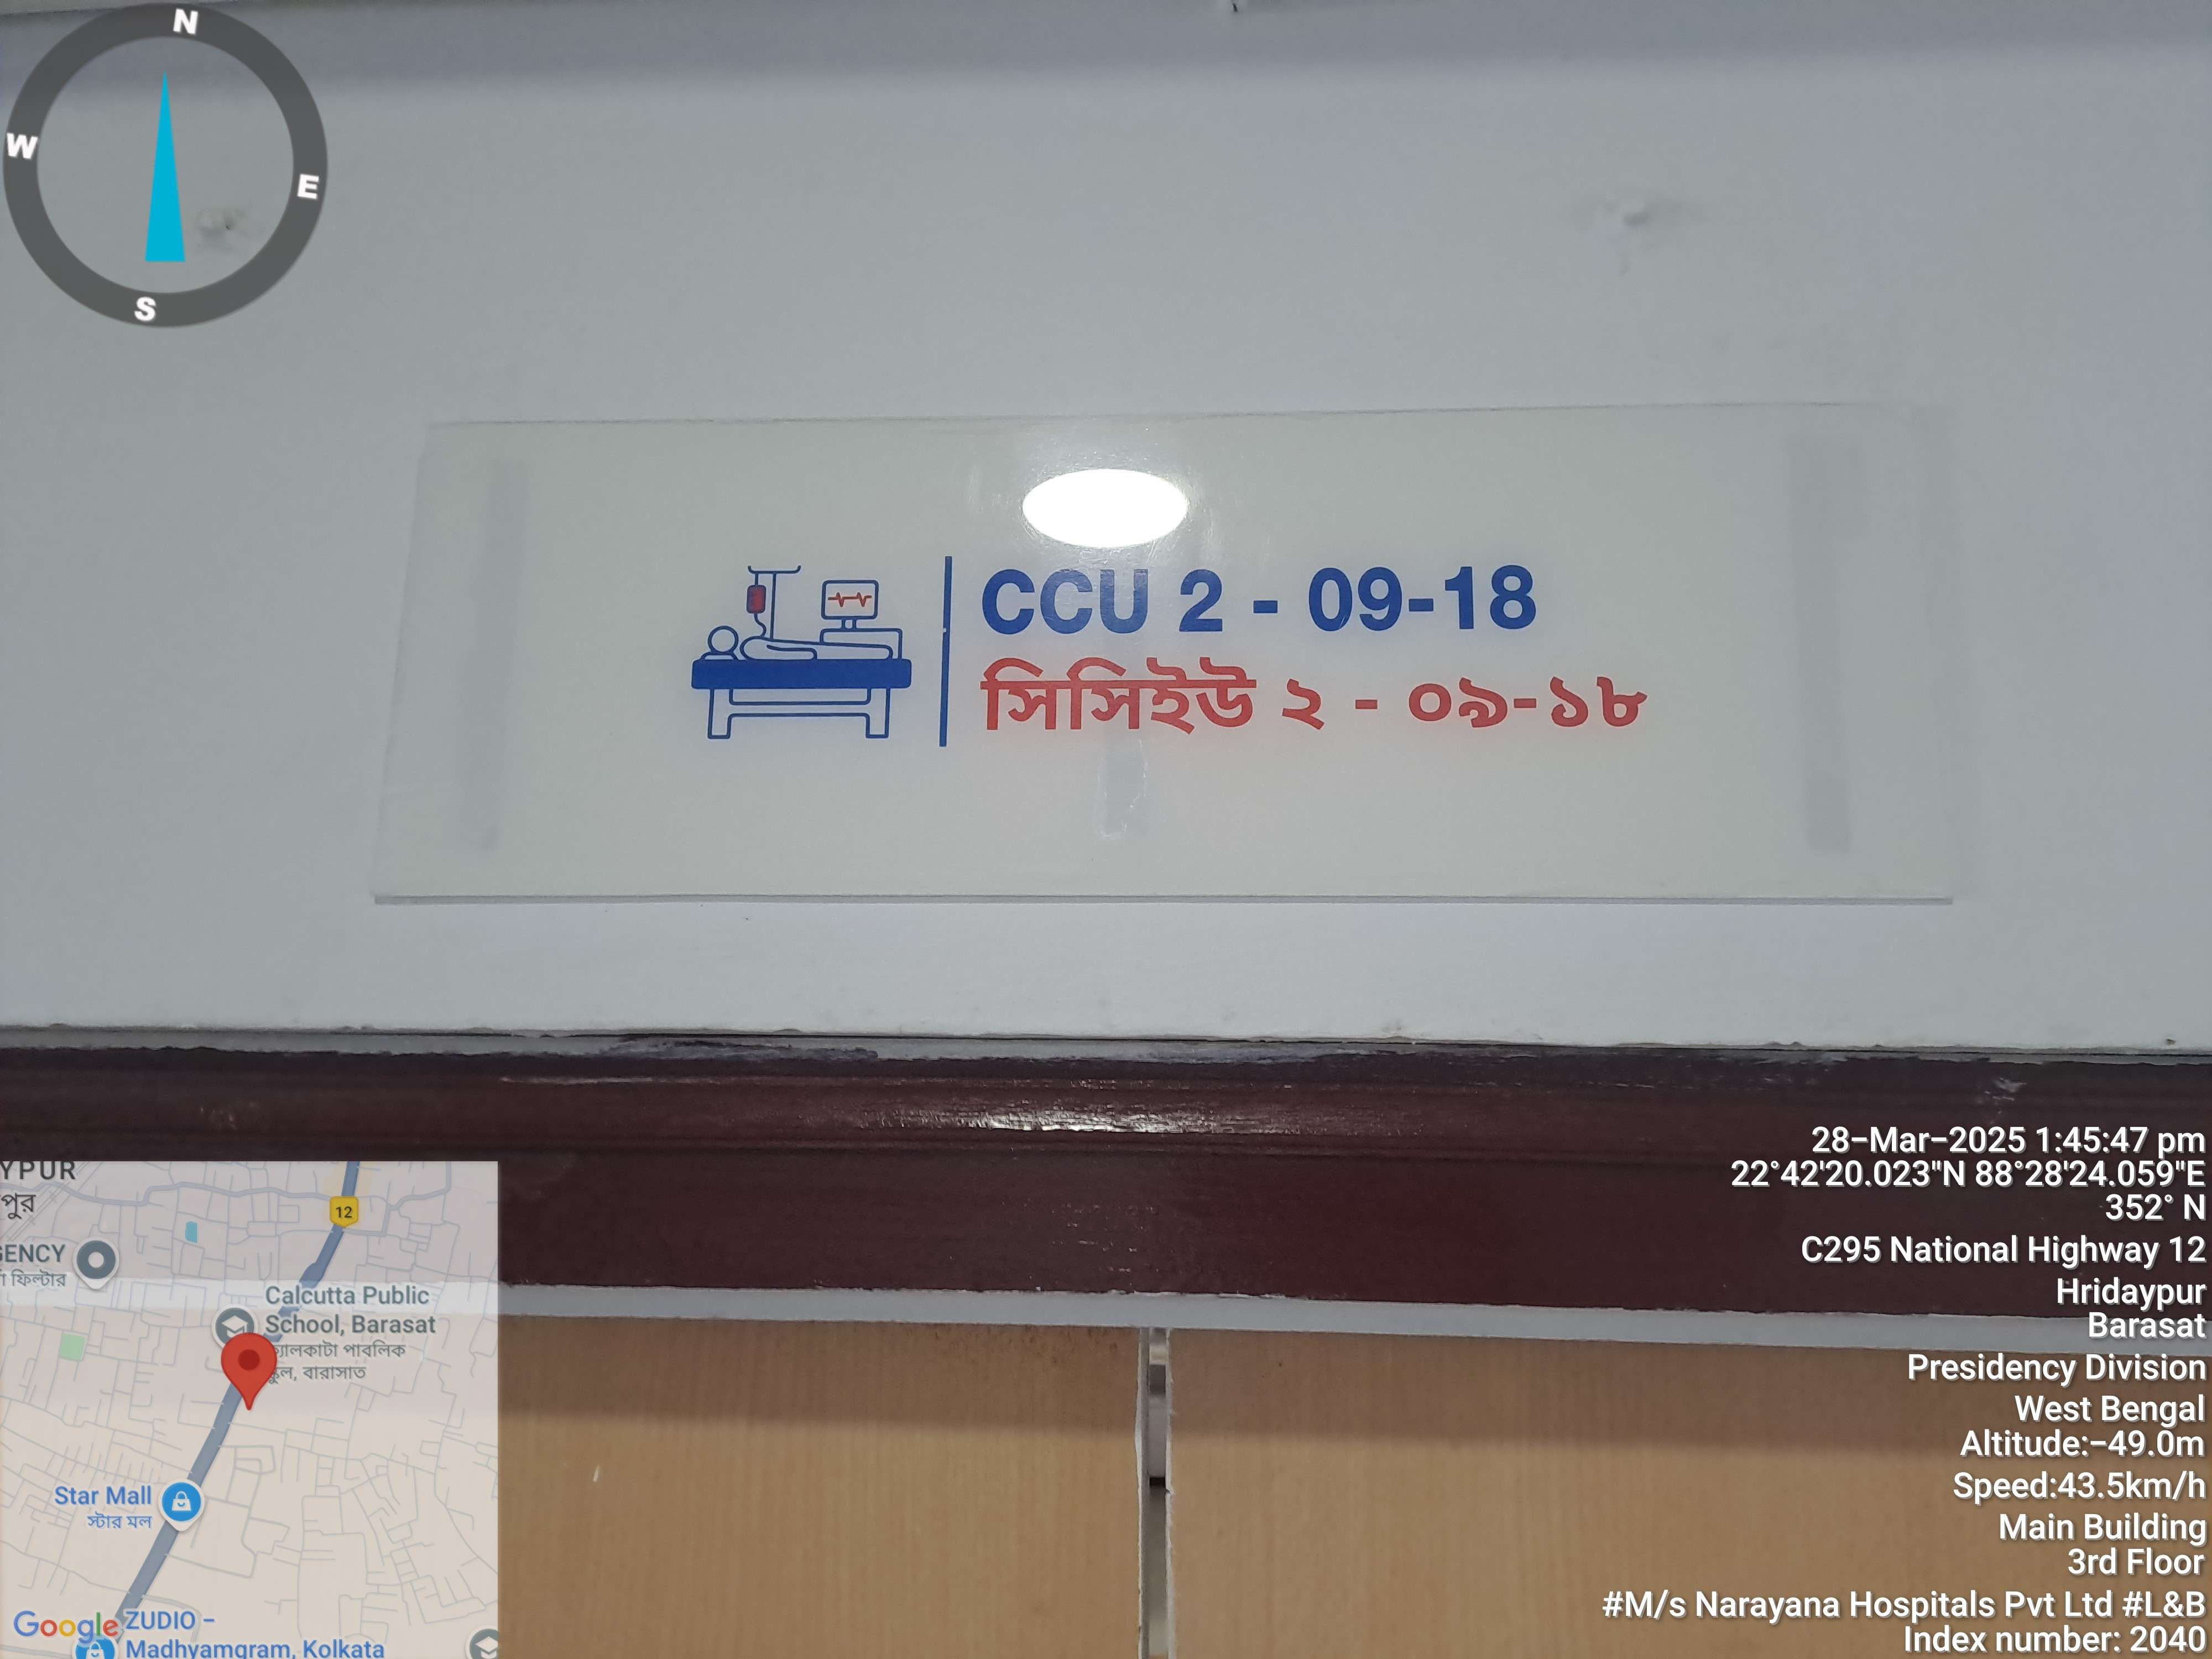 N
W
E
S
CCU 2 - 09-18
সিসিইউ ২ - ০৯-১৮
28-Mar-2025 1:45:47 pm
22°42'20.023"N 88°28'24.059"E
352° N
C295 National Highway 12
Hridaypur
Barasat
Presidency Division
West Bengal
Altitude:-49.0m
Speed:43.5km/h
Main Building
3rd Floor
#M/s Narayana Hospitals Pvt Ltd #L&B
Index number: 2040
YPUR
পুর
12
GENCY
ফিল্টার
Calcutta Public
School, Barasat
ক্যালকাটা পাবলিক
স্কুল, বারাসাত
Star Mall
স্টার মল
Google
ZUDIO -
Madhyamgram, Kolkata